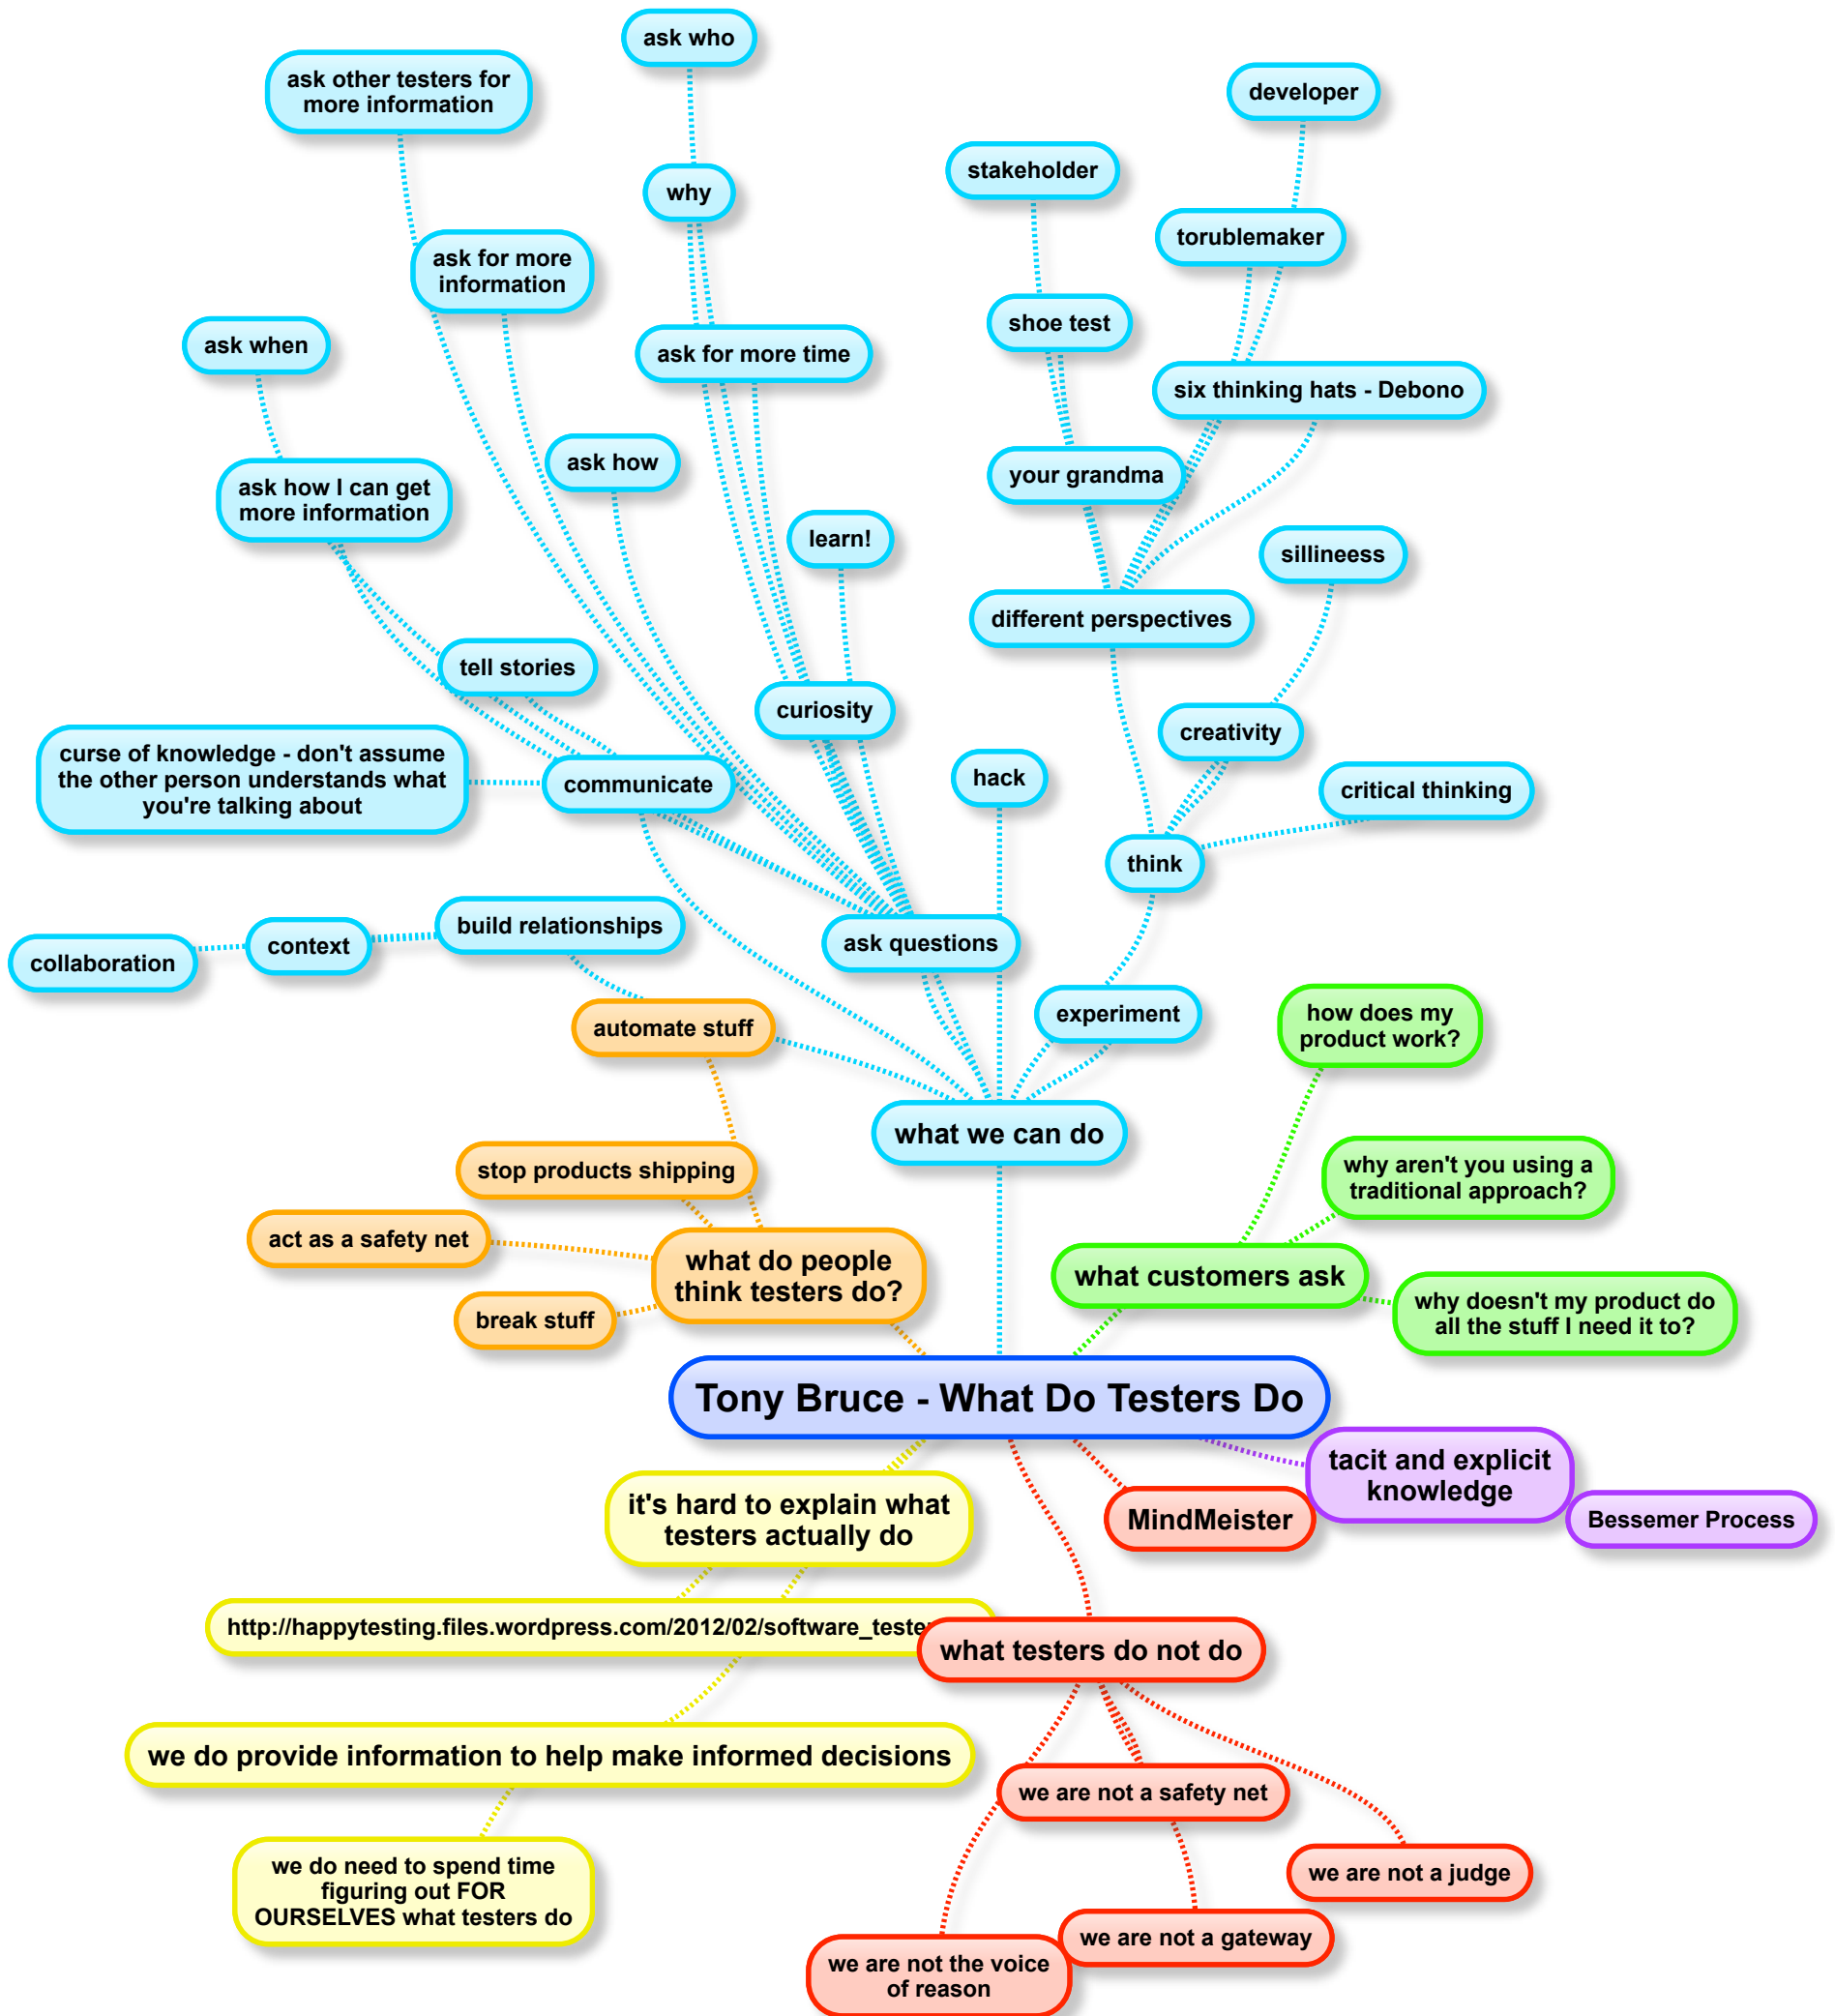 ask who
ask other testers for
more information
developer
stakeholder
why
torublemaker
ask for more
information
shoe test
ask when
ask for more time
six thinking hats - Debono
ask how
your grandma
ask how I can get
more information
learn!
sillineess
different perspectives
tell stories
curiosity
creativity
curse of knowledge - don't assume
the other person understands what
you're talking about
communicate
hack
critical thinking
think
build relationships
context
collaboration
ask questions
experiment
automate stuff
how does my
product work?
what we can do
stop products shipping
why aren't you using a
traditional approach?
act as a safety net
what do people
think testers do?
what customers ask
break stuff
why doesn't my product do
all the stuff I need it to?
Tony Bruce - What Do Testers Do
tacit and explicit
knowledge
it's hard to explain what
testers actually do
MindMeister
Bessemer Process
http://happytesting.files.wordpress.com/2012/02/software_teste
what testers do not do
we do provide information to help make informed decisions
we are not a safety net
we do need to spend time
figuring out FOR
OURSELVES what testers do
we are not a judge
we are not a gateway
we are not the voice
of reason